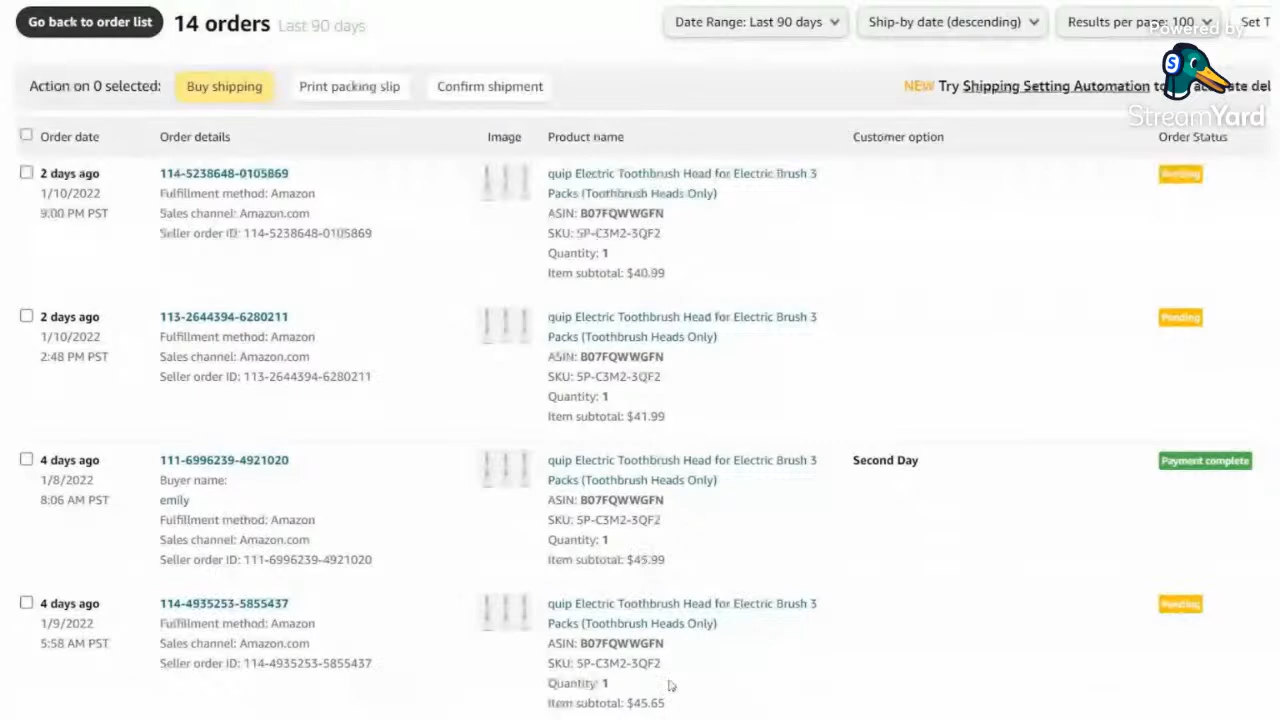 Go back to order list 14 orders Last 90 days Date Range: Last 90 days Ship-by date (descending) Results per page: 100 Set T
Powered by
StreamYard
Action on 0 selected: Buy shipping Print packing slip Confirm shipment NEW Try Shipping Setting Automation to del
Order date Order details Image Product name Customer option Order Status
2 days ago 114-5238648-0105869 quip Electric Toothbrush Head for Electric Brush 3 Pending
1/10/2022 Fulfillment method: Amazon Packs (Toothbrush Heads Only)
9:00 PM PST Sales channel: Amazon.com ASIN: B07FQWWGFN
Seller order ID: 114-5238648-0105869 SKU: 5P-C3M2-3QF2
Quantity: 1
Item subtotal: $40.99
2 days ago 113-2644394-6280211 quip Electric Toothbrush Head for Electric Brush 3 Pending
1/10/2022 Fulfillment method: Amazon Packs (Toothbrush Heads Only)
2:48 PM PST Sales channel: Amazon.com ASIN: B07FQWWGFN
Seller order ID: 113-2644394-6280211 SKU: 5P-C3M2-3QF2
Quantity: 1
Item subtotal: $41.99
4 days ago 111-6996239-4921020 quip Electric Toothbrush Head for Electric Brush 3 Second Day Payment complete
1/8/2022 Buyer name: Packs (Toothbrush Heads Only)
8:06 AM PST emily ASIN: B07FQWWGFN
Fulfillment method: Amazon SKU: 5P-C3M2-3QF2
Sales channel: Amazon.com Quantity: 1
Seller order ID: 111-6996239-4921020 Item subtotal: $45.99
4 days ago 114-4935253-5855437 quip Electric Toothbrush Head for Electric Brush 3 Pending
1/9/2022 Fulfillment method: Amazon Packs (Toothbrush Heads Only)
5:58 AM PST Sales channel: Amazon.com ASIN: B07FQWWGFN
Seller order ID: 114-4935253-5855437 SKU: 5P-C3M2-3QF2
Quantity: 1
Item subtotal: $45.65